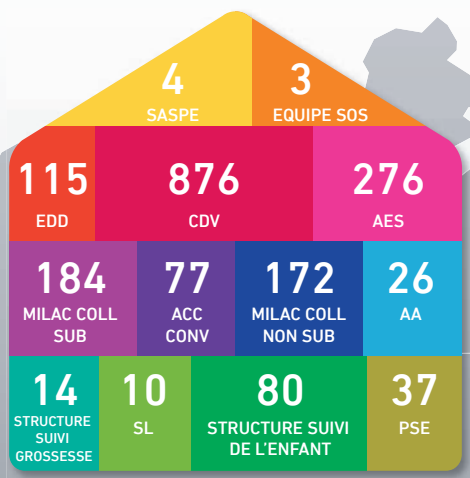 4
SASPE
3
EQUIPE SOS
115
EDD
876
CDV
276
AES
184
MILAC COLL
SUB
77
ACC
CONV
172
MILAC COLL
NON SUB
26
AA
14
STRUCTURE
SUIVI
GROSSESSE
10
SL
80
STRUCTURE SUIVI
DE L'ENFANT
37
PSE